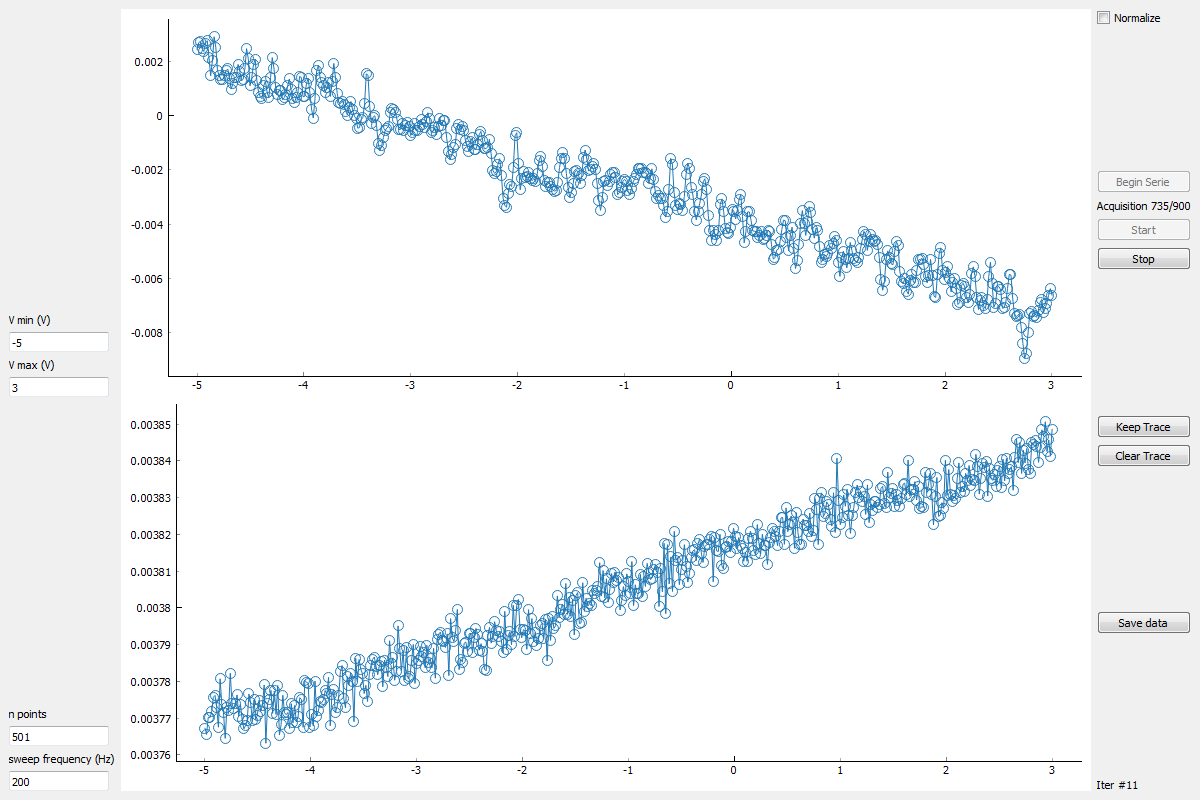 Normalize
0.002
0
-0.002
-0.004
-0.006
-0.008
-5 -4 -3 -2 -1 0 1 2 3
Begin Serie
Acquisition 735/900
Start
Stop
V min (V)
-5
V max (V)
3
0.00385
0.00384
0.00383
0.00382
0.00381
0.0038
0.00379
0.00378
0.00377
0.00376
-5 -4 -3 -2 -1 0 1 2 3
Keep Trace
Clear Trace
Save data
n points
501
sweep frequency (Hz)
200
Iter #11